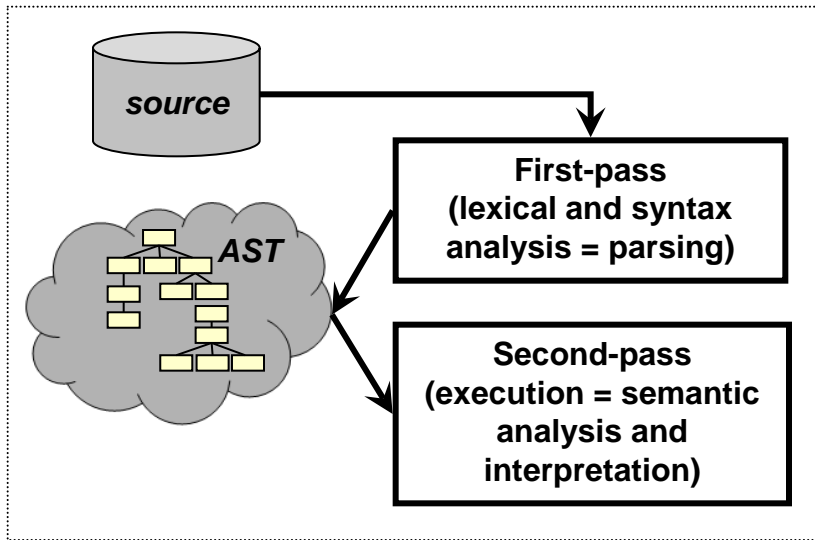 source
First-pass
(lexical and syntax
analysis = parsing)
AST
Second-pass
(execution = semantic
analysis and
interpretation)